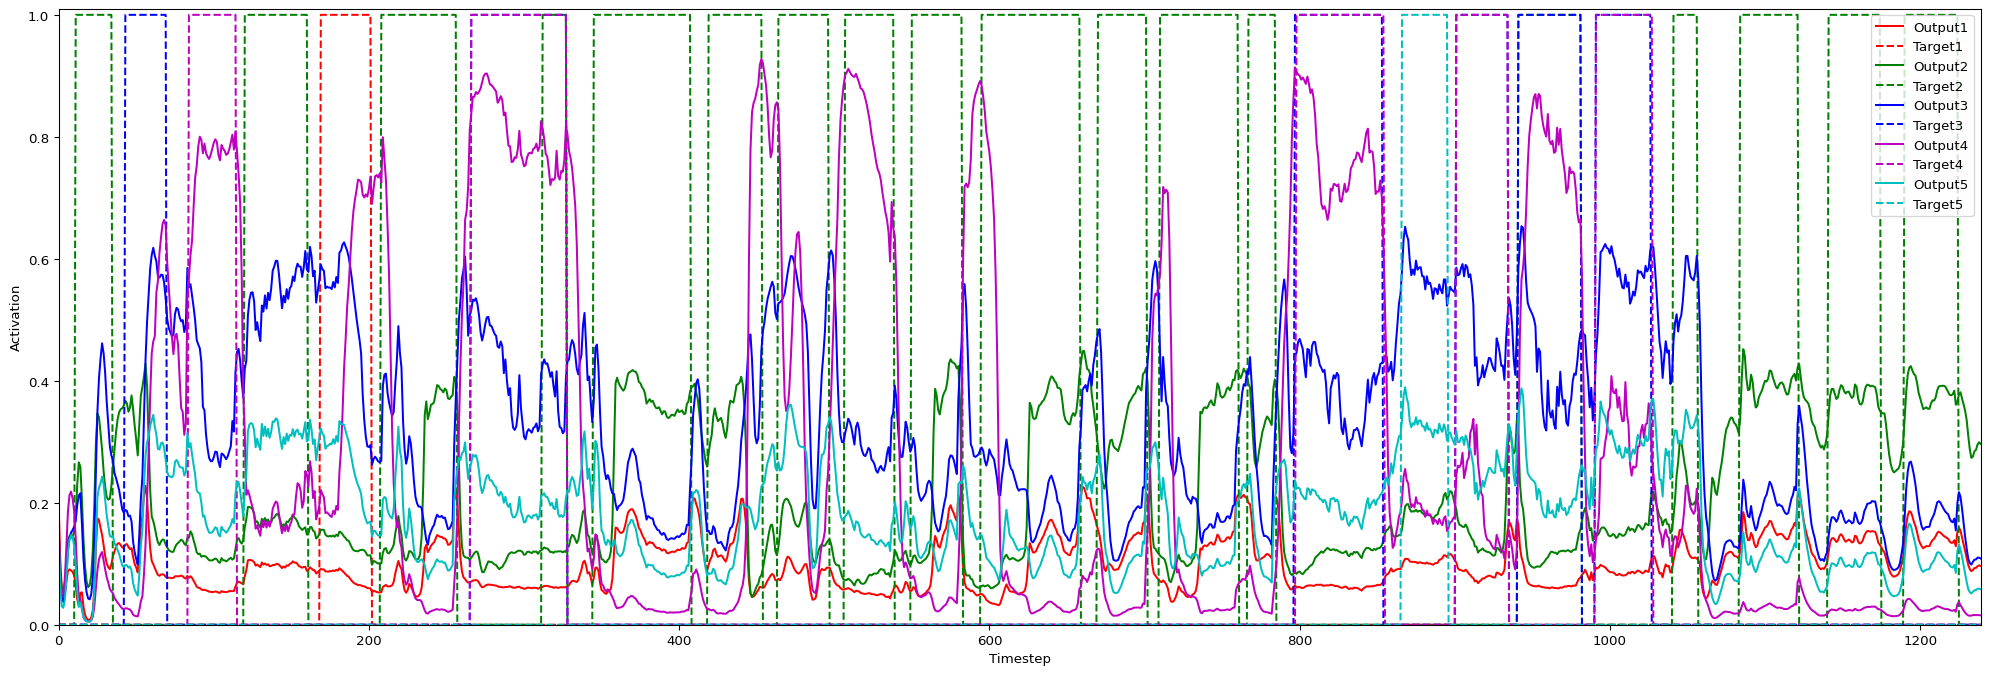 1.0
0.8
0.6
0.4
0.2
0.0
Activation
0 200 400 600 800 1000 1200
Timestep
Output1
Target1
Output2
Target2
Output3
Target3
Output4
Target4
Output5
Target5